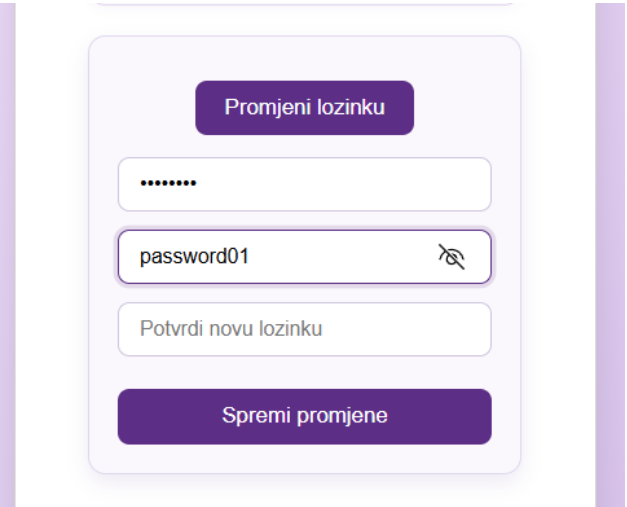 Promjeni lozinku
••••••••
password01
Potvrdi novu lozinku
Spremi promjene